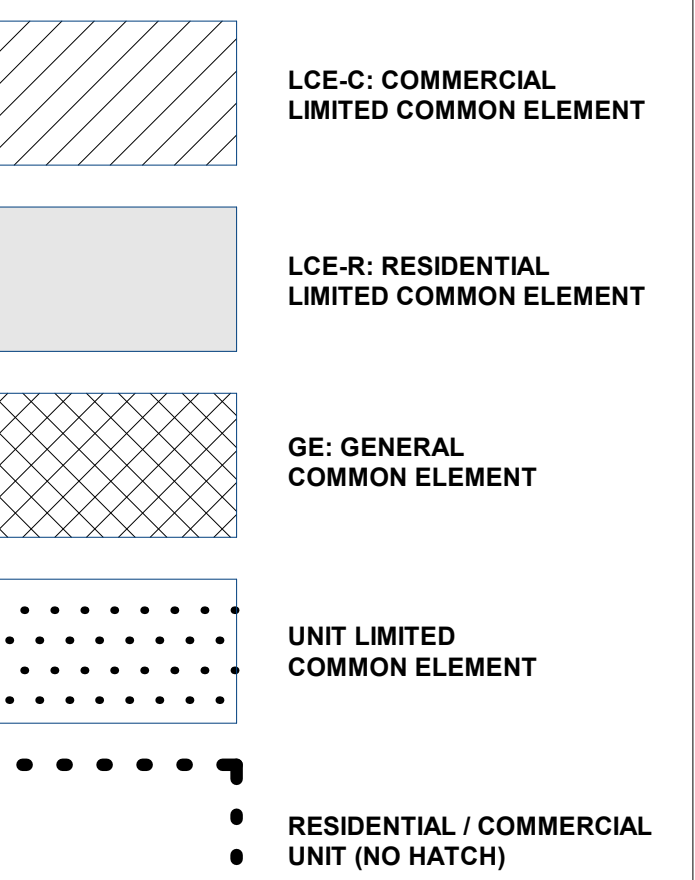 LCE-C: COMMERCIAL
LIMITED COMMON ELEMENT
LCE-R: RESIDENTIAL
LIMITED COMMON ELEMENT
GE: GENERAL
COMMON ELEMENT
UNIT LIMITED
COMMON ELEMENT
RESIDENTIAL / COMMERCIAL
UNIT (NO HATCH)